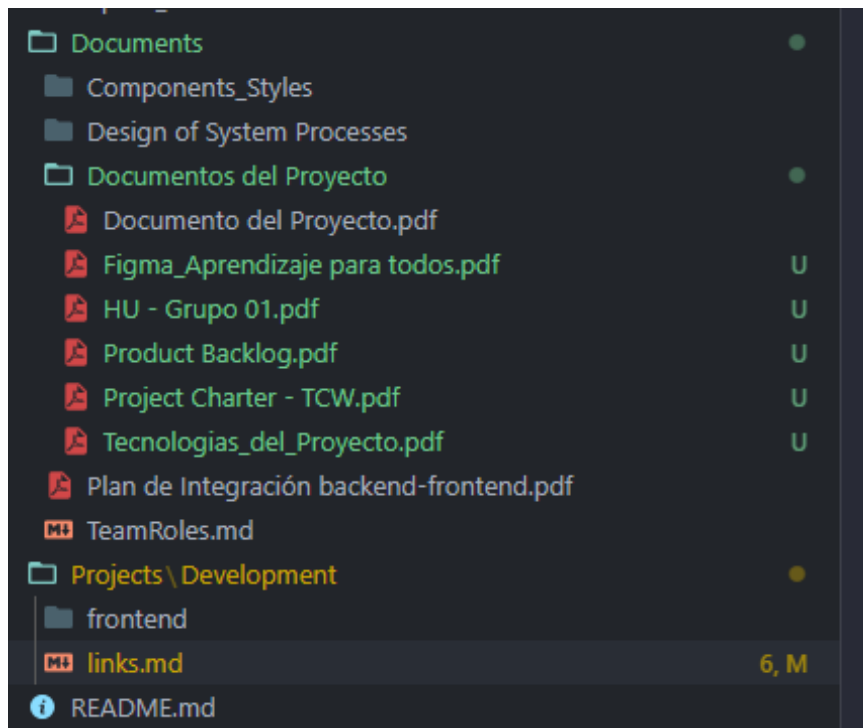 Documents
Components_Styles
Design of System Processes
Documentos del Proyecto
Documento del Proyecto.pdf
Figma_Aprendizaje para todos.pdf U
HU - Grupo 01.pdf U
Product Backlog.pdf U
Project Charter - TCW.pdf U
Tecnologias_del_Proyecto.pdf U
Plan de Integración backend-frontend.pdf
TeamRoles.md
Projects\Development
frontend
links.md 6, M
README.md